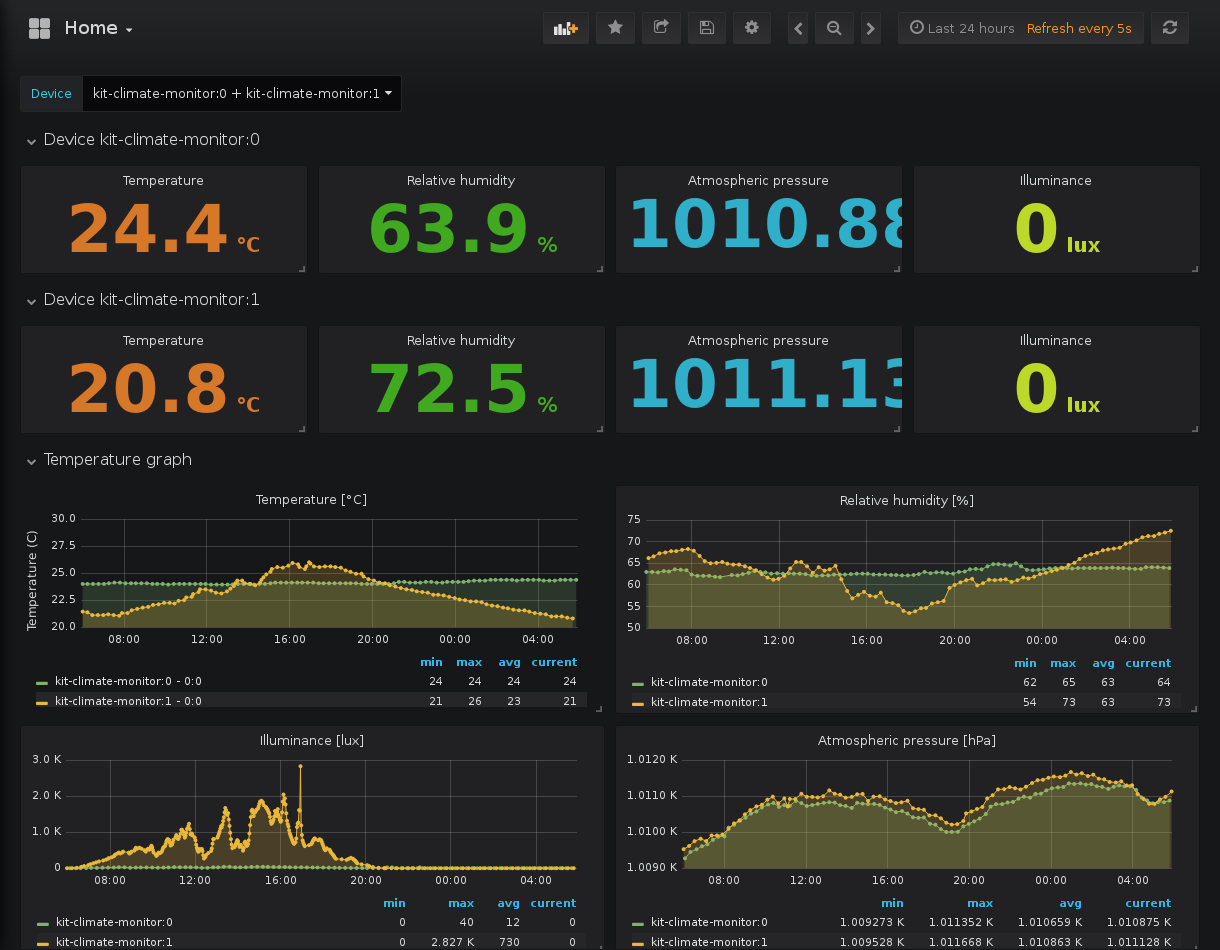 Home
Last 24 hours Refresh every 5s
Device kit-climate-monitor:0 + kit-climate-monitor:1
Device kit-climate-monitor:0
Temperature Relative humidity Atmospheric pressure Illuminance
24.4 °C 63.9 % 1010.88 0 lux
Device kit-climate-monitor:1
Temperature Relative humidity Atmospheric pressure Illuminance
20.8 °C 72.5 % 1011.13 0 lux
Temperature graph
Temperature [°C]
Temperature (C)
30.0
27.5
25.0
22.5
20.0
08:00 12:00 16:00 20:00 00:00 04:00
min max avg current
kit-climate-monitor:0 - 0:0 24 24 24 24
kit-climate-monitor:1 - 0:0 21 26 23 21
Relative humidity [%]
75
70
65
60
55
50
08:00 12:00 16:00 20:00 00:00 04:00
min max avg current
kit-climate-monitor:0 62 65 63 64
kit-climate-monitor:1 54 73 63 73
Illuminance [lux]
3.0 K
2.0 K
1.0 K
0
08:00 12:00 16:00 20:00 00:00 04:00
min max avg current
kit-climate-monitor:0 0 40 12 0
kit-climate-monitor:1 0 2.827 K 730 0
Atmospheric pressure [hPa]
1.0120 K
1.0110 K
1.0100 K
1.0090 K
08:00 12:00 16:00 20:00 00:00 04:00
min max avg current
kit-climate-monitor:0 1.009273 K 1.011352 K 1.010659 K 1.010875 K
kit-climate-monitor:1 1.009528 K 1.011668 K 1.010863 K 1.011128 K